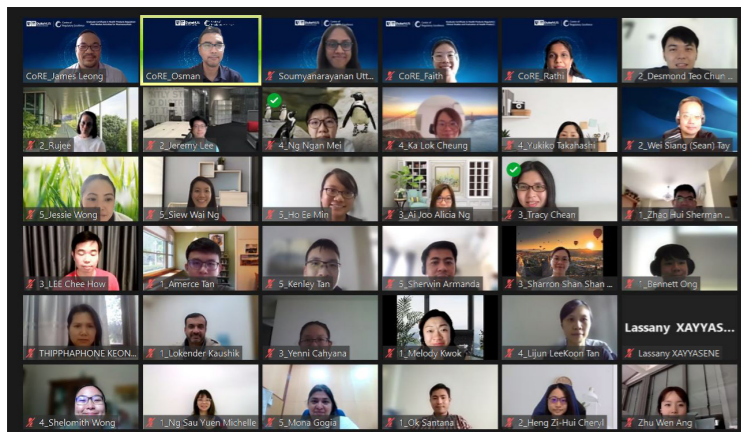 CoRE_James Leong
CoRE_Osman
Soumyanarayanan Utt...
CoRE_Faith
CoRE_Rathi
2_Desmond Teo Chun ...
2_Rujee
2_Jeremy Lee
4_Ng Ngan Mei
4_Ka Lok Cheung
4_Yukiko Takahashi
2_Wei Siang (Sean) Tay
5_Jessie Wong
5_Siew Wai Ng
5_Ho Ee Min
3_Ai Joo Alicia Ng
3_Tracy Chean
1_Zhao Hui Sherman ...
3_LEE Chee How
1_Amerce Tan
5_Kenley Tan
5_Sherwin Armanda
3_Sharron Shan Shan ...
1_Bennett Ong
THIPPHAPHONE KEON...
1_Lokender Kaushik
3_Yenni Cahyana
1_Melody Kwok
4_Lijun LeeKoon Tan
Lassany XAYYAS...
Lassany XAYYASENE
4_Shelomith Wong
1_Ng Sau Yuen Michelle
5_Mona Gogia
1_Ok Santana
2_Heng Zi-Hui Cheryl
Zhu Wen Ang